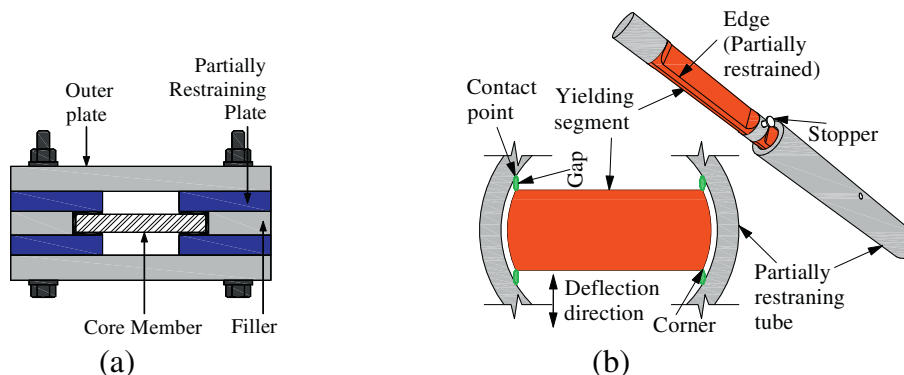 Outer
plate
Partially
Restraining
Plate
Core Member
Filler
(a)
Edge
(Partially
restrained)
Contact
point
Yielding
segment
Stopper
Gap
Deflection
direction
Corner
Partially
restraning
tube
(b)